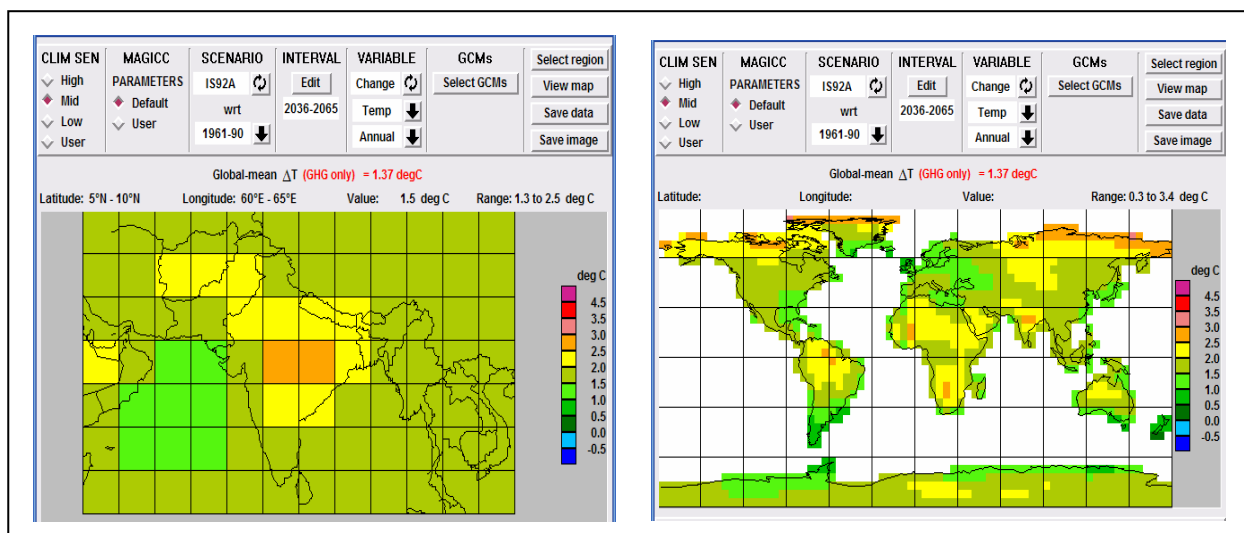 CLIM SEN MAGICC SCENARIO INTERVAL VARIABLE GCMs Select region
High PARAMETERS IS92A Edit Change Select GCMs View map
Mid Default wrt 2036-2065 Temp Save data
Low User
User 1961-90 Annual Save image
Global-mean ΔT (GHG only) = 1.37 degC
Latitude: 5°N - 10°N Longitude: 60°E - 65°E Value: 1.5 deg C Range: 1.3 to 2.5 deg C
deg C
4.5
3.5
3.0
2.5
2.0
1.5
1.0
0.5
0.0
-0.5
CLIM SEN MAGICC SCENARIO INTERVAL VARIABLE GCMs Select region
High PARAMETERS IS92A Edit Change Select GCMs View map
Mid Default wrt 2036-2065 Temp Save data
Low User
User 1961-90 Annual Save image
Global-mean ΔT (GHG only) = 1.37 degC
Latitude: Longitude: Value: Range: 0.3 to 3.4 deg C
deg C
4.5
3.5
3.0
2.5
2.0
1.5
1.0
0.5
0.0
-0.5